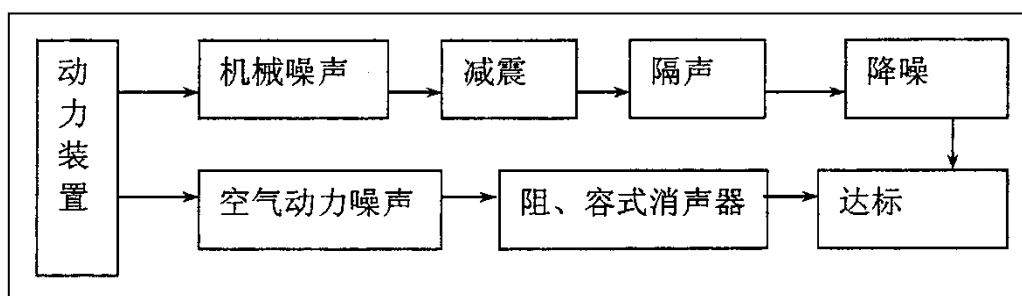 动力装置
机械噪声
减震
隔声
降噪
空气动力噪声
阻、容式消声器
达标